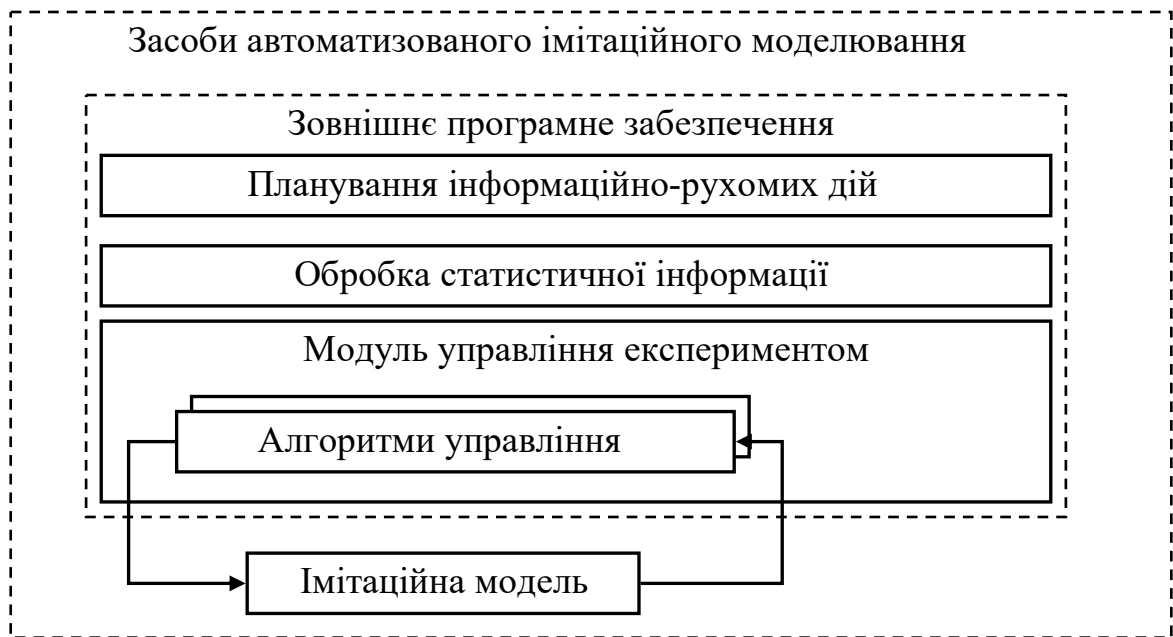 Засоби автоматизованого імітаційного моделювання
Зовнішнє програмне забезпечення
Планування інформаційно-рухомих дій
Обробка статистичної інформації
Модуль управління експериментом
Алгоритми управління
Імітаційна модель